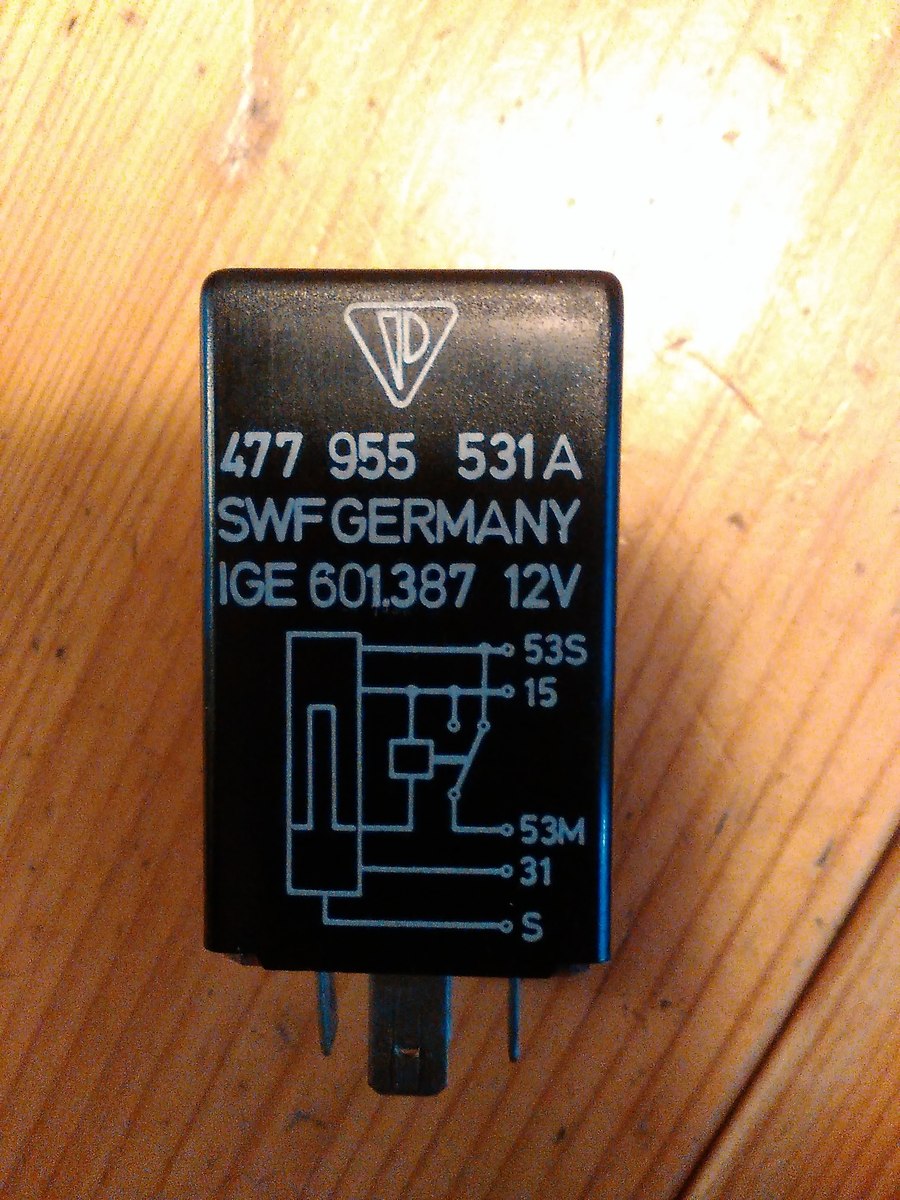 477 955 531A
SWF GERMANY
IGE 601.387 12V
53S
15
53M
31
S